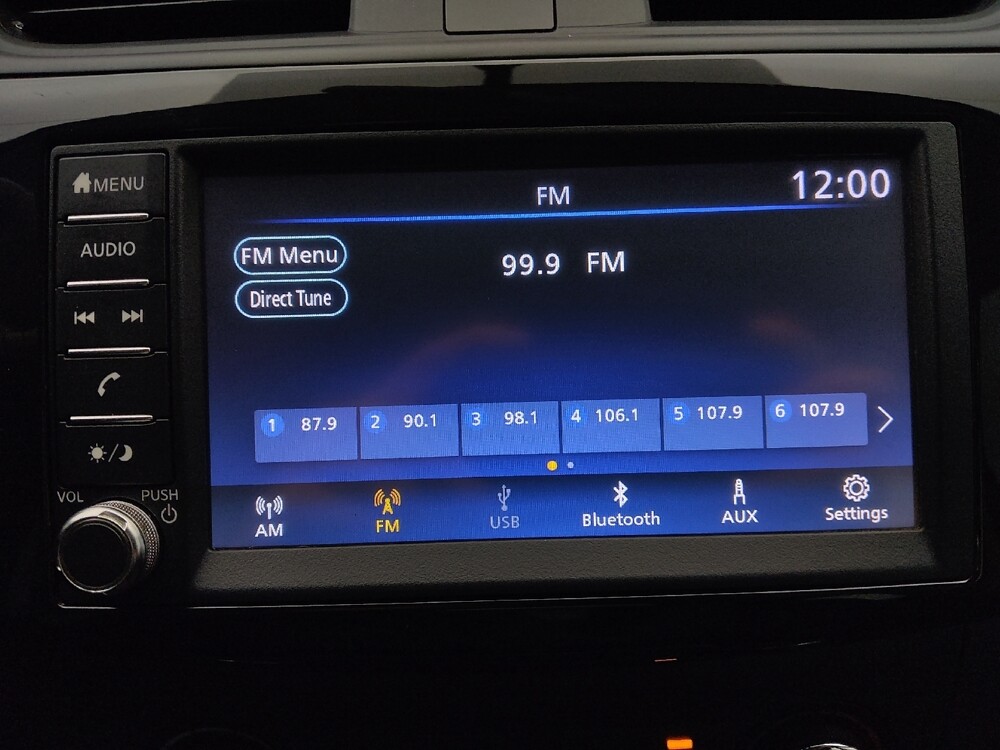 MENU
AUDIO
VOL
PUSH
FM
12:00
FM Menu
99.9 FM
Direct Tune
1 87.9
2 90.1
3 98.1
4 106.1
5 107.9
6 107.9
AM
FM
USB
Bluetooth
AUX
Settings